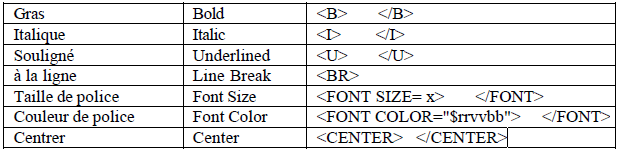 Gras Bold <B> </B>
Italique Italic <I> </I>
Souligné Underlined <U> </U>
à la ligne Line Break <BR>
Taille de police Font Size <FONT SIZE= x> </FONT>
Couleur de police Font Color <FONT COLOR="$rrvvbb"> </FONT>
Centrer Center <CENTER> </CENTER>